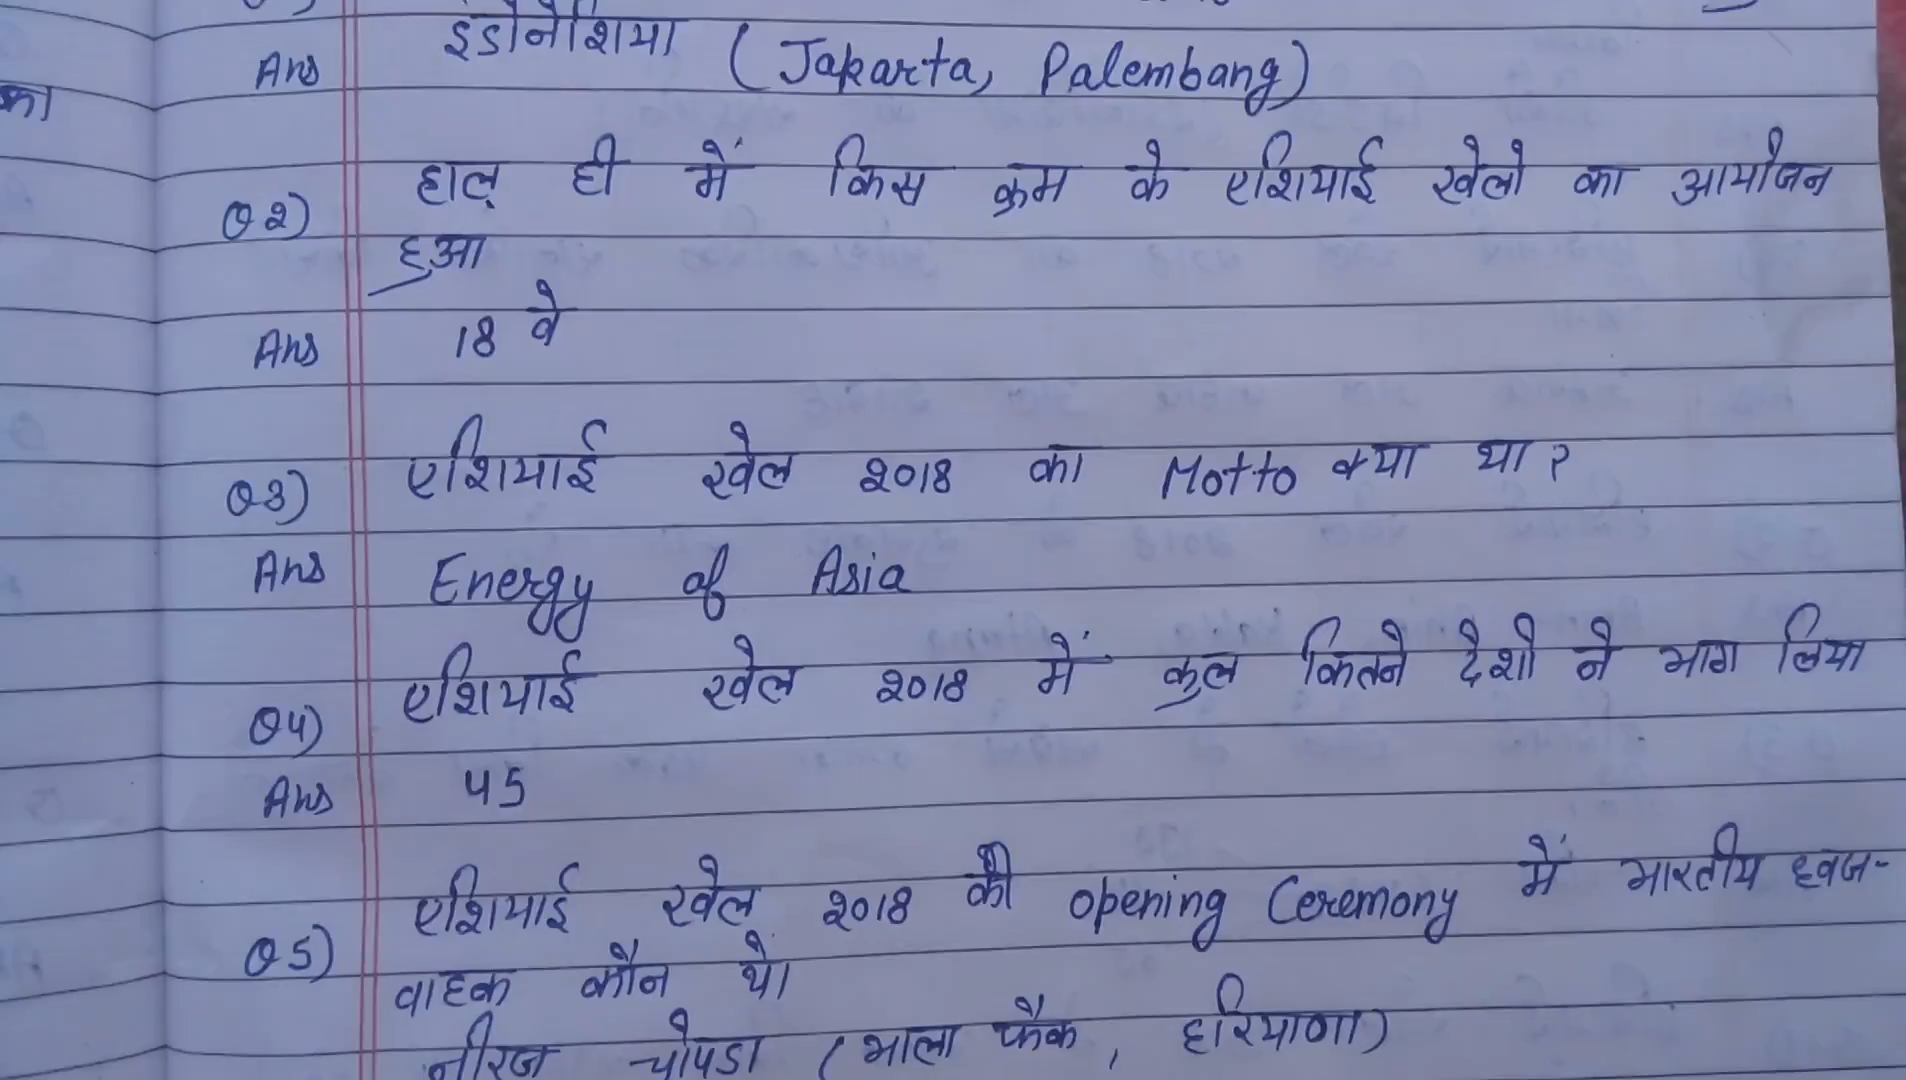 का
Ans इंडोनेशिया (Jakarta, Palembang)
Q2) हाल ही में किस क्रम के एशियाई खेलो का आयोजन
हुआ
Ans 18 वे
Q3) एशियाई खेल 2018 का Motto क्या था?
Ans Energy of Asia
Q4) एशियाई खेल 2018 में कुल कितने देशो ने भाग लिया
Ans 45
Q5) एशियाई खेल 2018 की opening Ceremony में भारतीय ध्वज-
वाहक कौन थे।
नीरज चोपडा (भाला फेंक, हरियाणा)